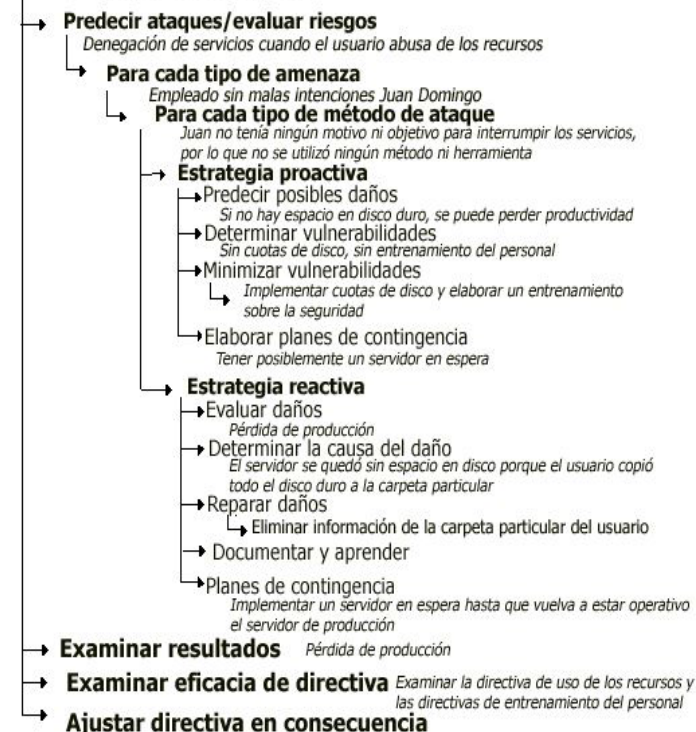 Predecir ataques/evaluar riesgos
Denegación de servicios cuando el usuario abusa de los recursos
Para cada tipo de amenaza
Empleado sin malas intenciones Juan Domingo
Para cada tipo de método de ataque
Juan no tenía ningún motivo ni objetivo para interrumpir los servicios,
por lo que no se utilizó ningún método ni herramienta
Estrategia proactiva
Predecir posibles daños
Si no hay espacio en disco duro, se puede perder productividad
Determinar vulnerabilidades
Sin cuotas de disco, sin entrenamiento del personal
Minimizar vulnerabilidades
Implementar cuotas de disco y elaborar un entrenamiento
sobre la seguridad
Elaborar planes de contingencia
Tener posiblemente un servidor en espera
Estrategia reactiva
Evaluar daños
Pérdida de producción
Determinar la causa del daño
El servidor se quedó sin espacio en disco porque el usuario copió
todo el disco duro a la carpeta particular
Reparar daños
Eliminar información de la carpeta particular del usuario
Documentar y aprender
Planes de contingencia
Implementar un servidor en espera hasta que vuelva a estar operativo
el servidor de producción
Examinar resultados Pérdida de producción
Examinar eficacia de directiva Examinar la directiva de uso de los recursos y
las directivas de entrenamiento del personal
Ajustar directiva en consecuencia